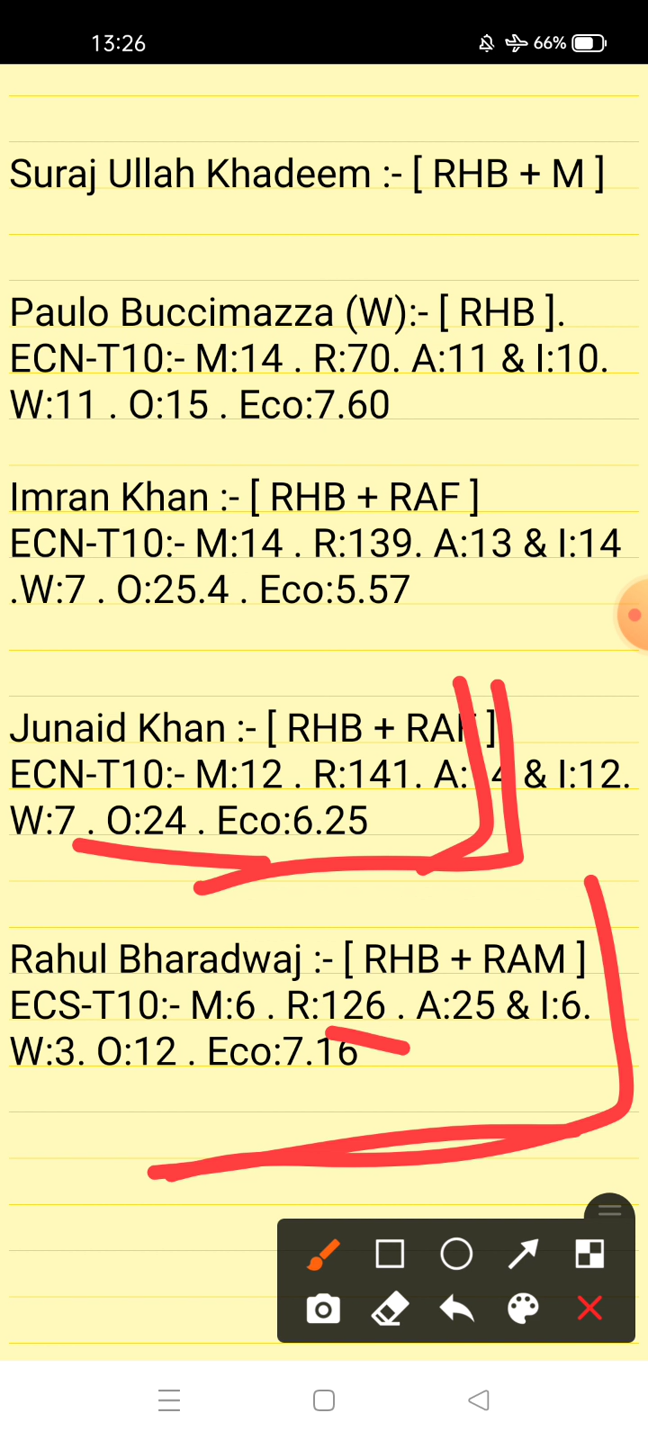 13:26 66%
Suraj Ullah Khadeem :- [ RHB + M ]
Paulo Buccimazza (W):- [ RHB ].
ECN-T10:- M:14 . R:70. A:11 & I:10.
W:11 . O:15 . Eco:7.60
Imran Khan :- [ RHB + RAF ]
ECN-T10:- M:14 . R:139. A:13 & I:14
.W:7 . O:25.4 . Eco:5.57
Junaid Khan :- [ RHB + RAF ]
ECN-T10:- M:12 . R:141. A:14 & I:12.
W:7 . O:24 . Eco:6.25
Rahul Bharadwaj :- [ RHB + RAM ]
ECS-T10:- M:6 . R:126 . A:25 & I:6.
W:3. O:12 . Eco:7.16